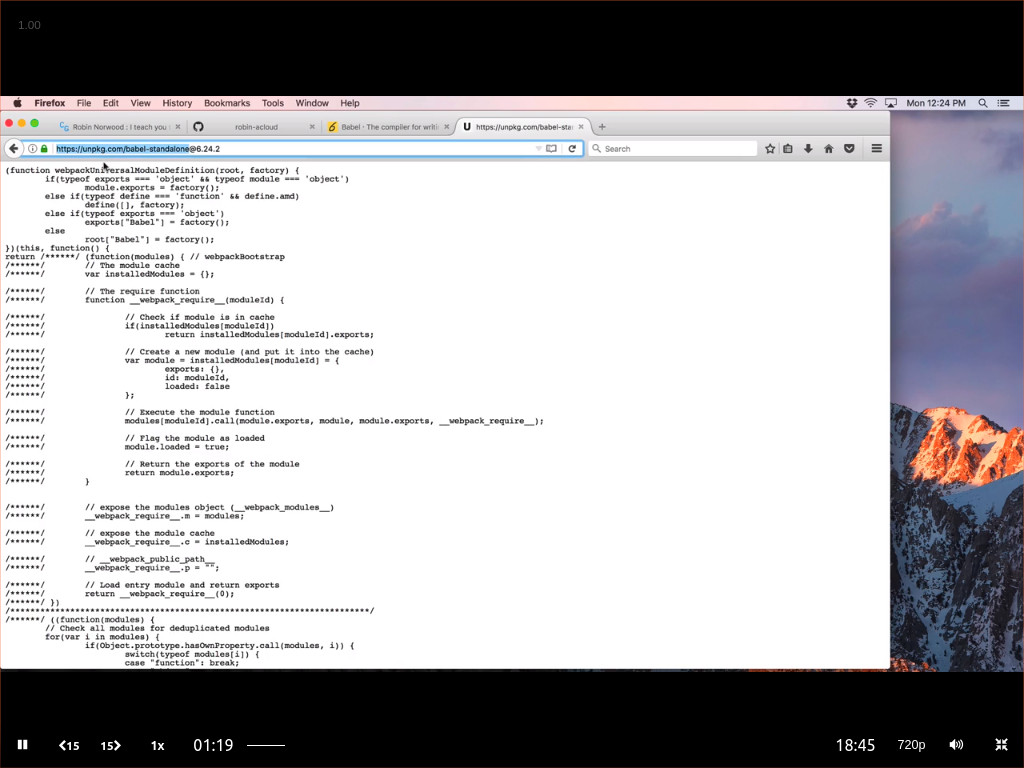 1.00
Firefox File Edit View History Bookmarks Tools Window Help Mon 12:24 PM
Robin Norwood : I teach you robin-acloud Babel · The compiler for writi https://unpkg.com/babel-stan
https://unpkg.com/babel-standalone@6.24.2 Search
(function webpackUniversalModuleDefinition(root, factory) {
if(typeof exports === 'object' && typeof module === 'object')
module.exports = factory();
else if(typeof define === 'function' && define.amd)
define([], factory);
else if(typeof exports === 'object')
exports["Babel"] = factory();
else
root["Babel"] = factory();
})(this, function() {
return /******/ (function(modules) { // webpackBootstrap
/******/ // The module cache
/******/ var installedModules = {};
/******/ // The require function
/******/ function __webpack_require__(moduleId) {
/******/ // Check if module is in cache
/******/ if(installedModules[moduleId])
/******/ return installedModules[moduleId].exports;
/******/ // Create a new module (and put it into the cache)
/******/ var module = installedModules[moduleId] = {
/******/ exports: {},
/******/ id: moduleId,
/******/ loaded: false
/******/ };
/******/ // Execute the module function
/******/ modules[moduleId].call(module.exports, module, module.exports, __webpack_require__);
/******/ // Flag the module as loaded
/******/ module.loaded = true;
/******/ // Return the exports of the module
/******/ return module.exports;
/******/ }
/******/ // expose the modules object (__webpack_modules__)
/******/ __webpack_require__.m = modules;
/******/ // expose the module cache
/******/ __webpack_require__.c = installedModules;
/******/ // __webpack_public_path__
/******/ __webpack_require__.p = "";
/******/ // Load entry module and return exports
/******/ return __webpack_require__(0);
/******/ })
/************************************************************************/
/******/ ((function(modules) {
// Check all modules for deduplicated modules
for(var i in modules) {
if(Object.prototype.hasOwnProperty.call(modules, i)) {
switch(typeof modules[i]) {
case "function": break;
15 15 1x 01:19 18:45 720p